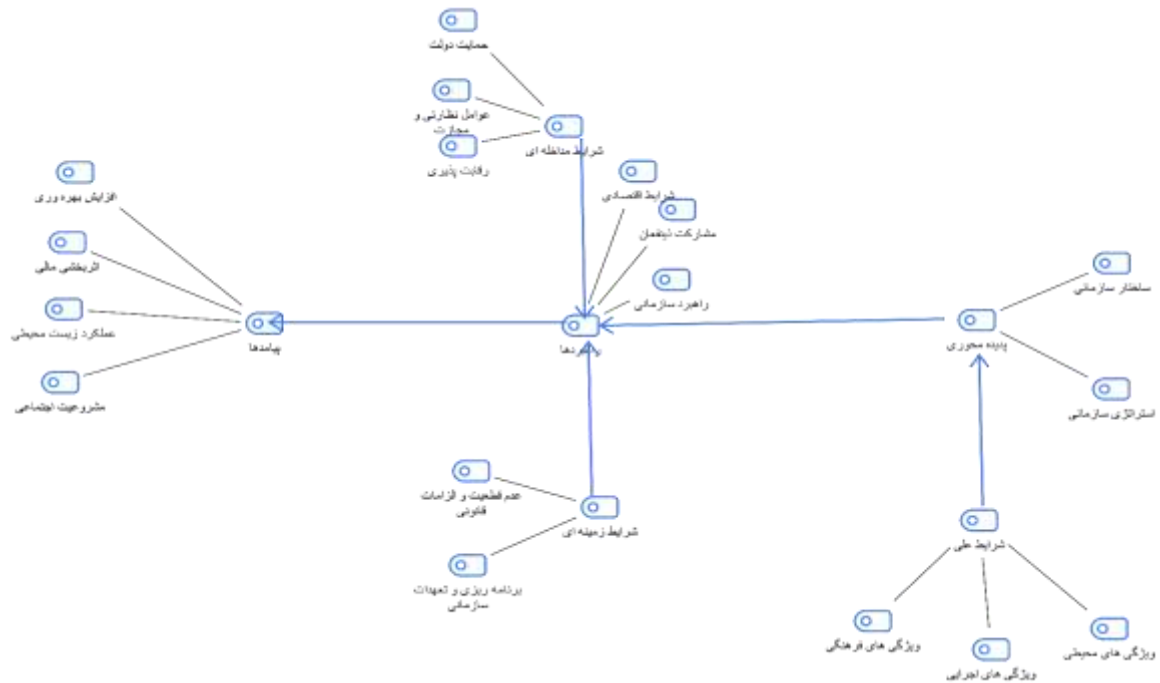 حمایت دولت
عوامل نظارتی و
مجازت
رقابت پذیری
شرایط مداخله ای
شرایط اقتصادی
مشارکت ذینفعان
راهبرد سازمانی
افزایش بهره وری
اثربخشی مالی
عملکرد زیست محیطی
مشروعیت اجتماعی
پیامدها
ساختار سازمانی
پدیده محوری
استراتژی سازمانی
عدم قطعیت و الزامات
قانونی
شرایط زمینه ای
برنامه ریزی و تعهدات
سازمانی
شرایط علی
ویژگی های فرهنگی
ویژگی های اجرایی
ویژگی های محیطی